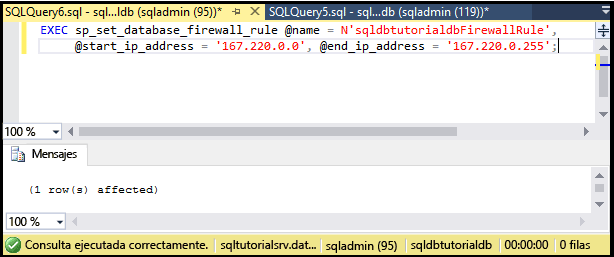 SQLQuery6.sql - sql...ldb (sqladmin (95))* SQLQuery5.sql - sql...db (sqladmin (119))*
EXEC sp_set_database_firewall_rule @name = N'sqldbtutorialdbFirewallRule',
@start_ip_address = '167.220.0.0', @end_ip_address = '167.220.0.255';
100 %
Mensajes
(1 row(s) affected)
100 %
Consulta ejecutada correctamente. sqltutorialsrv.dat... sqladmin (95) sqldbtutorialdb 00:00:00 0 filas